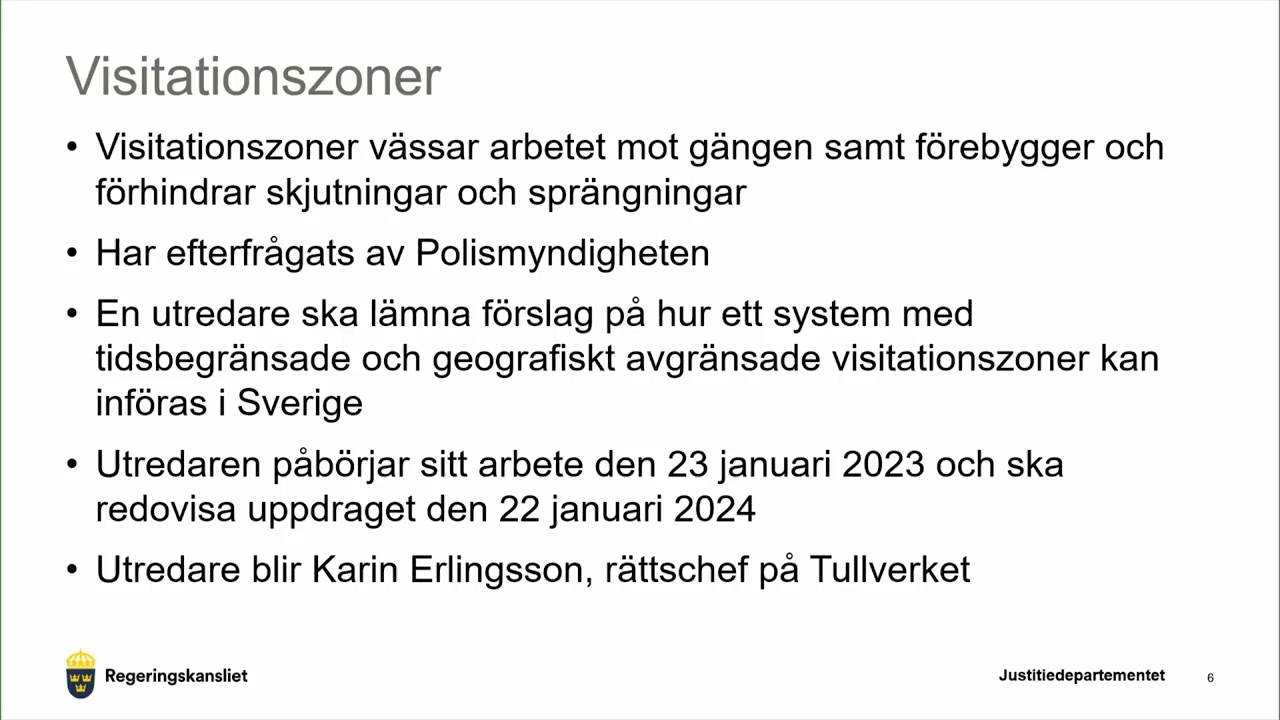 Visitationszoner
• Visitationszoner vässar arbetet mot gängen samt förebygger och
förhindrar skjutningar och sprängningar
• Har efterfrågats av Polismyndigheten
• En utredare ska lämna förslag på hur ett system med
tidsbegränsade och geografiskt avgränsade visitationszoner kan
införas i Sverige
• Utredaren påbörjar sitt arbete den 23 januari 2023 och ska
redovisa uppdraget den 22 januari 2024
• Utredare blir Karin Erlingsson, rättschef på Tullverket
Regeringskansliet
Justitiedepartementet
6